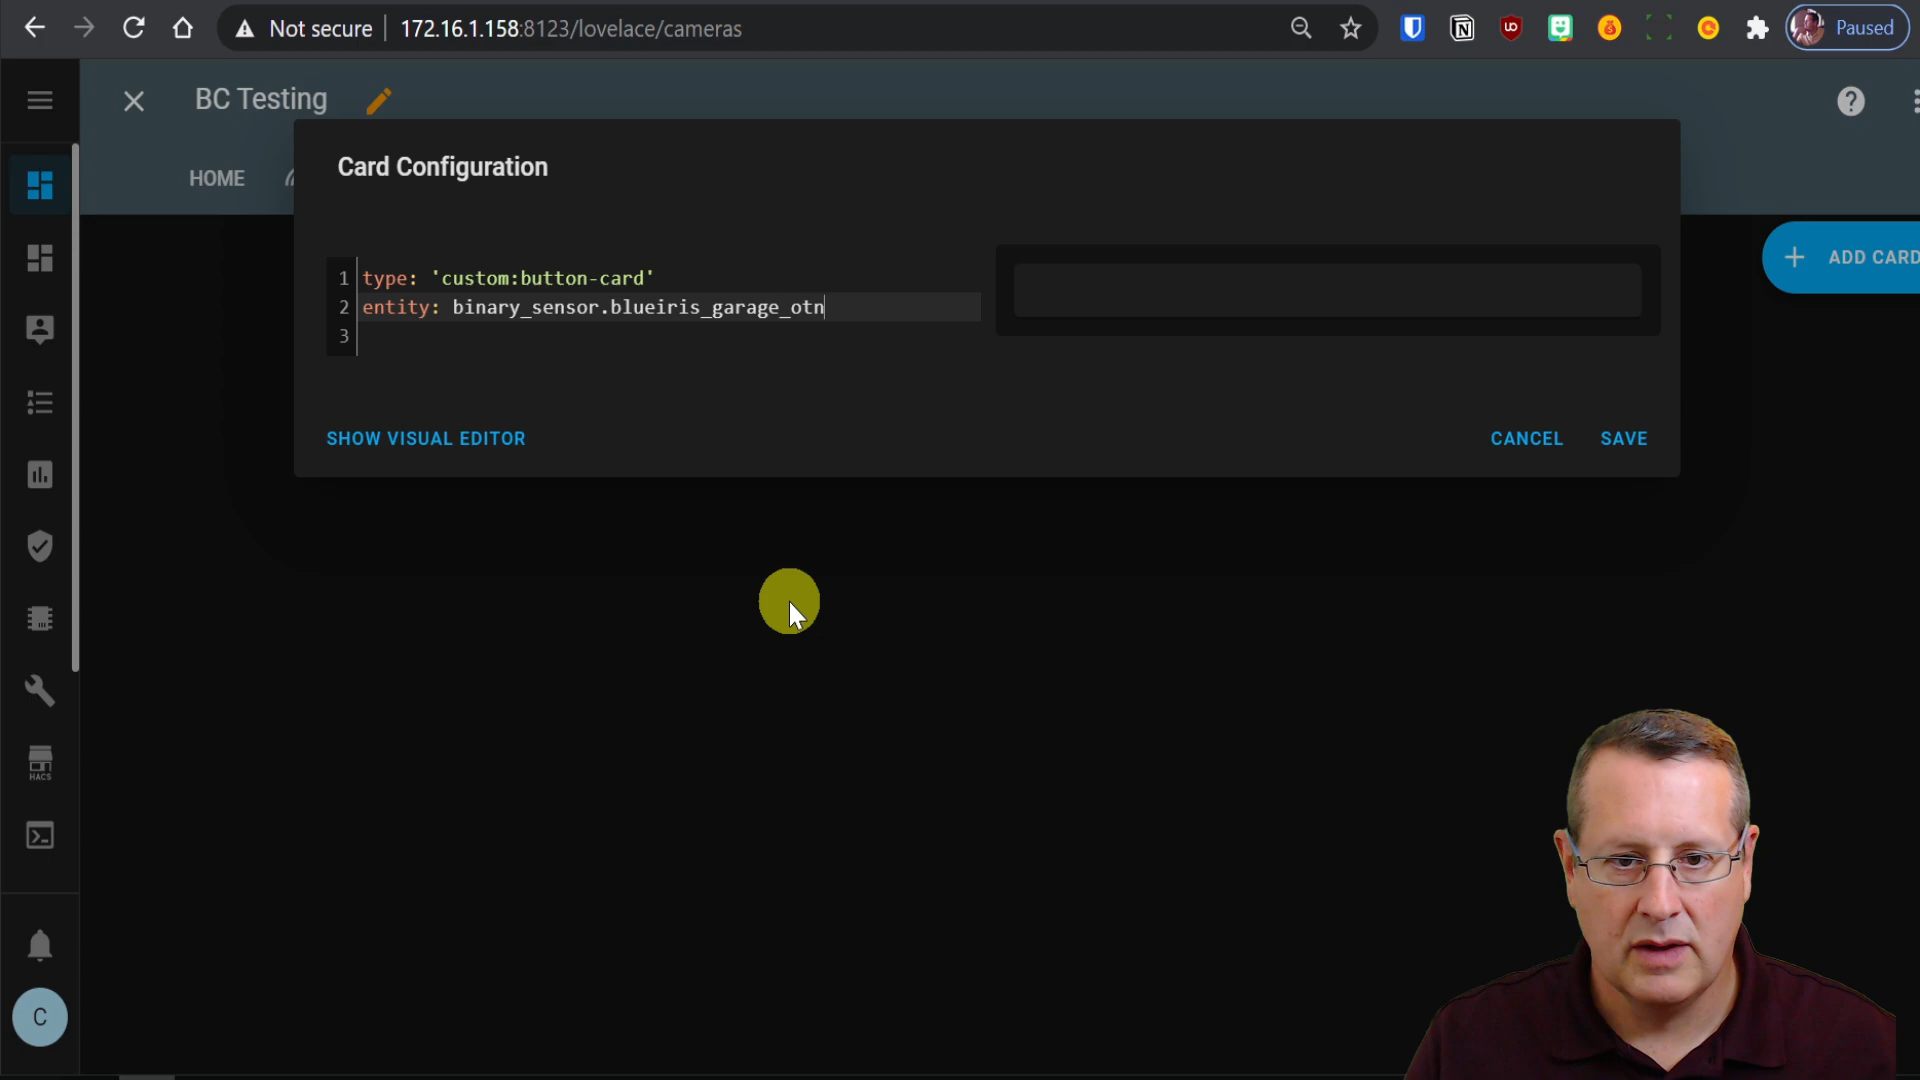 Not secure
172.16.1.158:8123/lovelace/cameras
Paused
BC Testing
HOME
Card Configuration
ADD CARD
1 type: 'custom:button-card'
2 entity: binary_sensor.blueiris_garage_otn
3
SHOW VISUAL EDITOR
CANCEL
SAVE
HACS
C